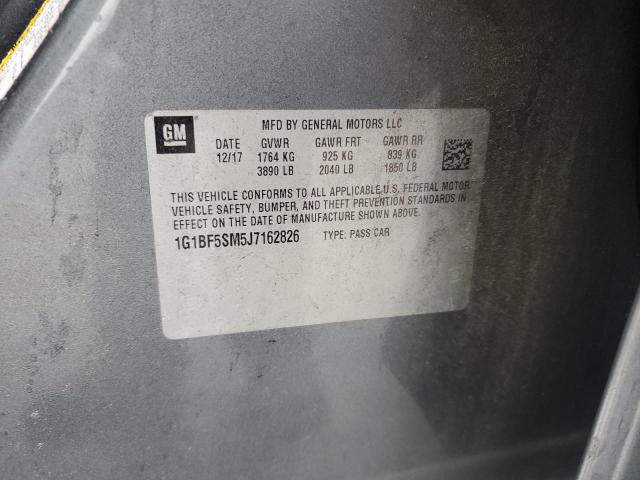 GM
MFD BY GENERAL MOTORS LLC
DATE GVWR GAWR FRT GAWR RR
12/17 1764 KG 925 KG 839 KG
3890 LB 2040 LB 1850 LB
THIS VEHICLE CONFORMS TO ALL APPLICABLE U.S. FEDERAL MOTOR
VEHICLE SAFETY, BUMPER, AND THEFT PREVENTION STANDARDS IN
EFFECT ON THE DATE OF MANUFACTURE SHOWN ABOVE.
1G1BF5SM5J7162826 TYPE: PASS CAR